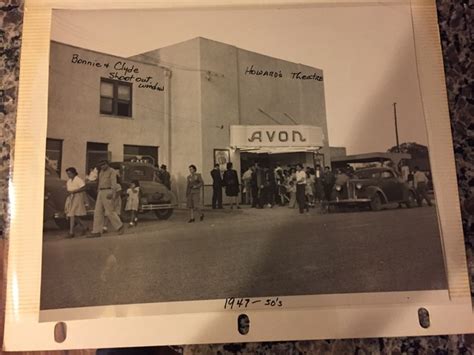 Bonnie & Clyde
Shoot out
window
Howard's Theatre
AVON
1947 - 50's